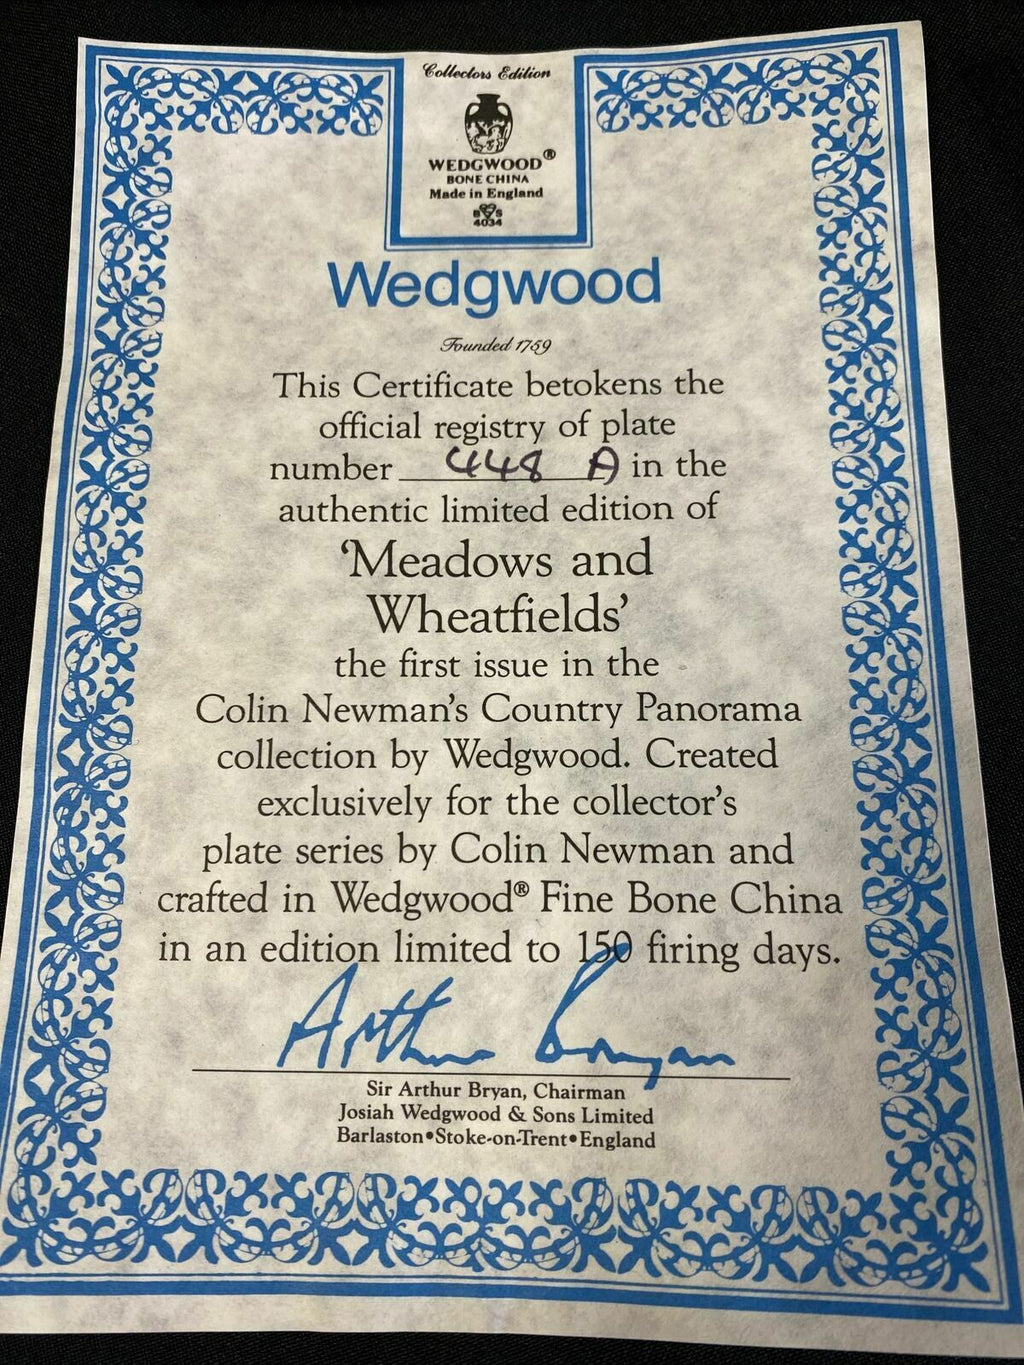 Collectors Edition
WEDGWOOD®
BONE CHINA
Made in England
B S
4034
Wedgwood
Founded 1759
This Certificate betokens the
official registry of plate
number 448 A in the
authentic limited edition of
‘Meadows and
Wheatfields’
the first issue in the
Colin Newman’s Country Panorama
collection by Wedgwood. Created
exclusively for the collector’s
plate series by Colin Newman and
crafted in Wedgwood® Fine Bone China
in an edition limited to 150 firing days.
Arthur Bryan
Sir Arthur Bryan, Chairman
Josiah Wedgwood & Sons Limited
Barlaston•Stoke-on-Trent•England